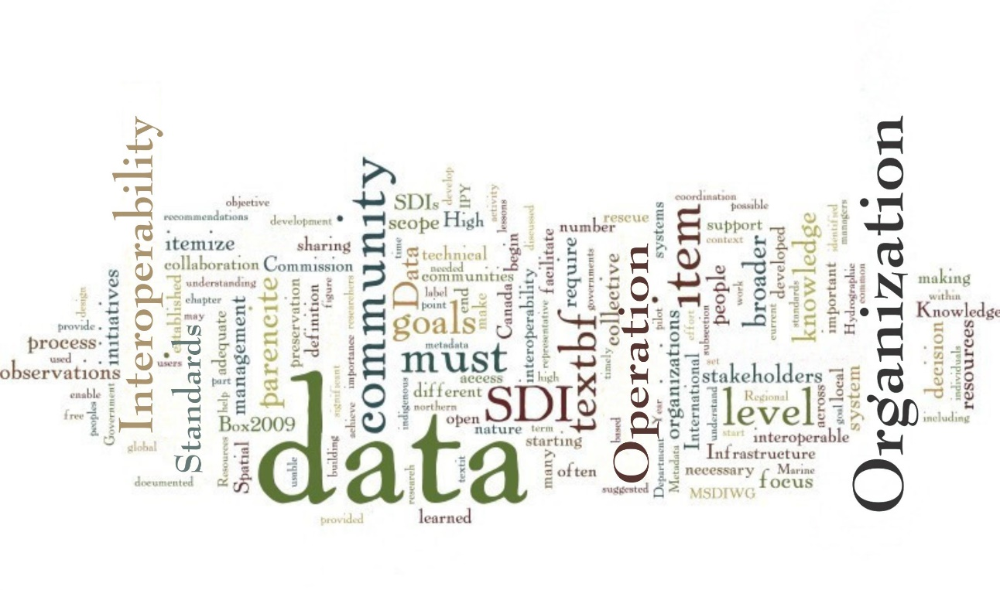 design
provide
process
used
observations
enable
free
peoples
Government
initiatives
global
documented
Interoperability
established
users
Standards
objective
recommendations
itemize
collaboration
understanding
chapter
may
adequate
part
help
management
Box2009
Resources
Spatial
development
sharing
Commission
parencite
preservation
definition
figure
researchers
importance
significant
achieve
building
usable
data
provided
community
SDIs
scope
High
develop
IPY
activity
lessons
time
Data
technical
needed
communities
label
point
end
make
goals
metadata
must
access
different
northern
indigenous
open
nature
research
textit
learned
Canada
begin
discussed
facilitate
interoperability
representative
high
SDI
term
starting
many
often
number
rescue
require
governments
collective
textbf
timely
based
suggested
Operation
systems
pilot
Year
Department
Metadata
organizations
effort
item
International
subsection
set
understand
stakeholders
level
Regional
start
interoperable
Infrastructure
necessary
Marine
focus
MSDIWG
coordination
possible
support
context
people
work
broader
current
developed
standards
knowledge
important
identified
managers
Hydrographic
common
across
goal
local
system
Organization
making
within
Knowledge
decision
individuals
resources
including